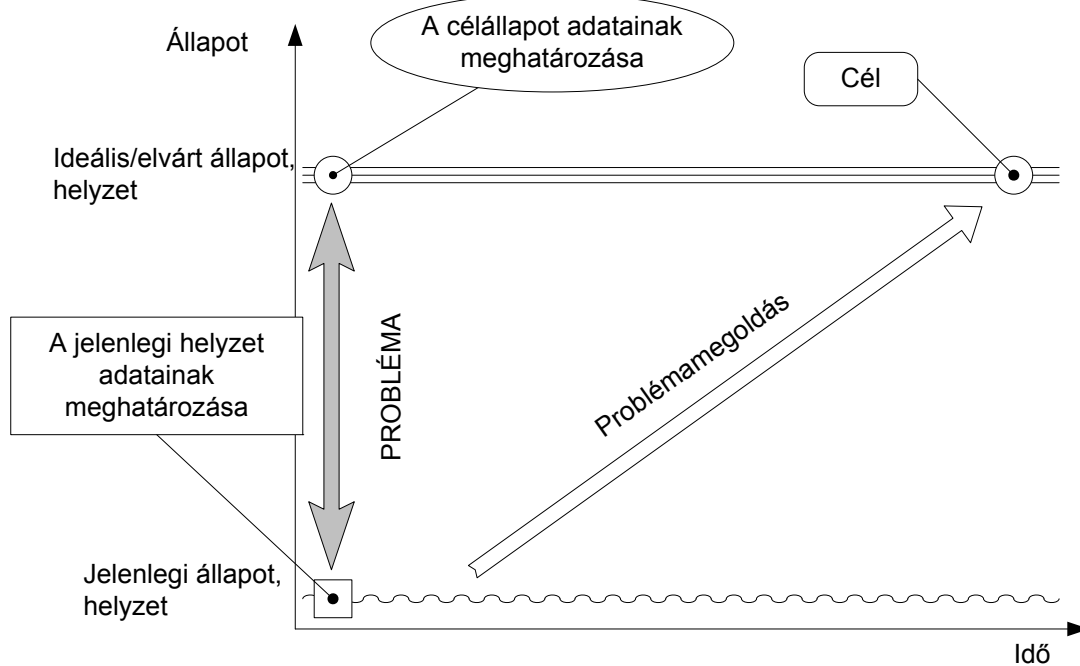 A célállapot adatainak
meghatározása
Állapot
Cél
Ideális/elvárt állapot,
helyzet
A jelenlegi helyzet
adatainak
meghatározása
PROBLÉMA
Problémamegoldás
Jelenlegi állapot,
helyzet
Idő